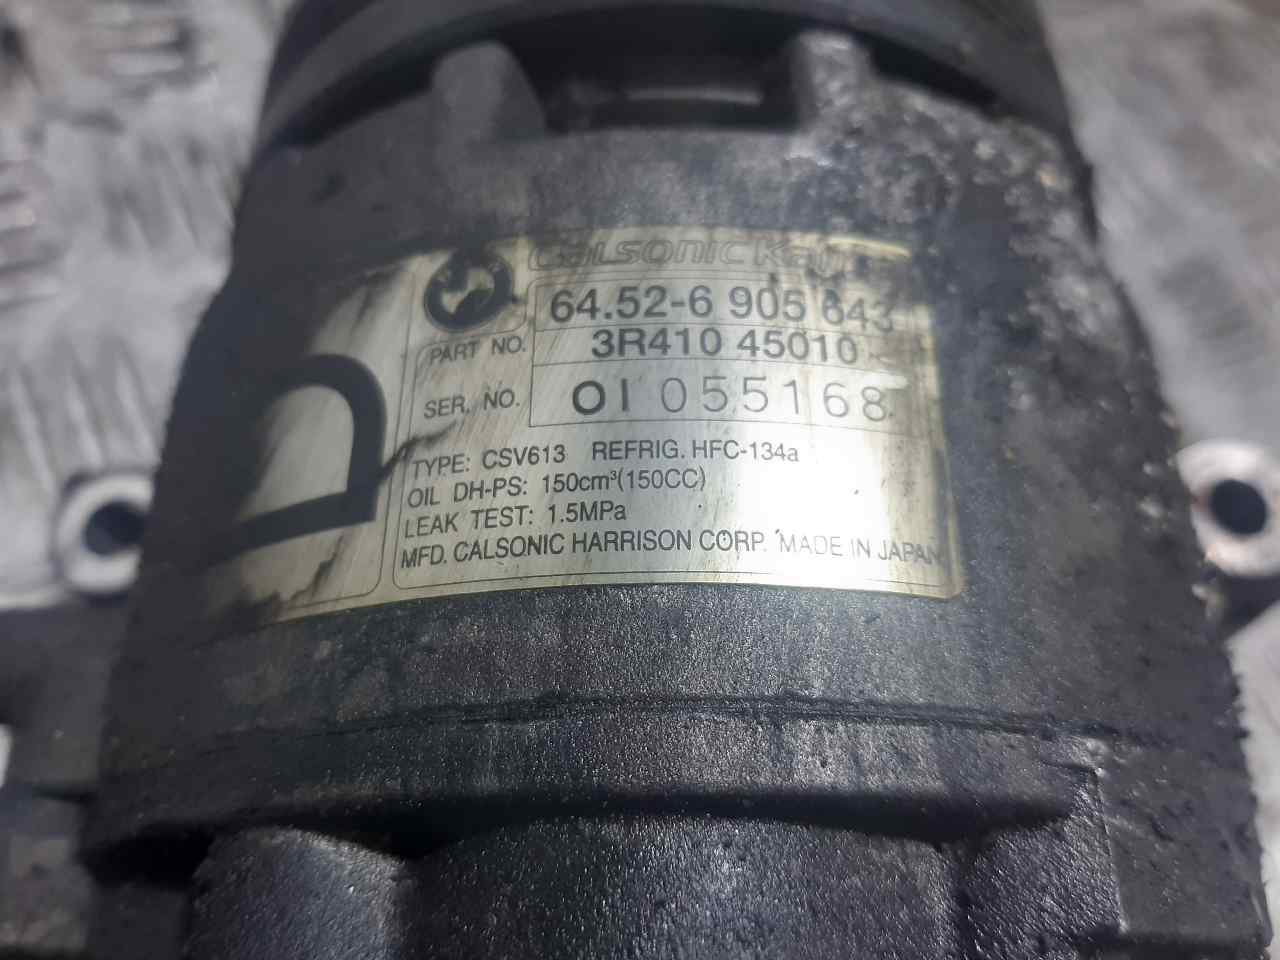 D
CALSONIC
64.52-6 905 643
PART NO. 3R410 45010
SER. NO. OI 055168
TYPE: CSV613 REFRIG. HFC-134a
OIL DH-PS: 150cm³(150CC)
LEAK TEST: 1.5MPa
MFD. CALSONIC HARRISON CORP. MADE IN JAPAN